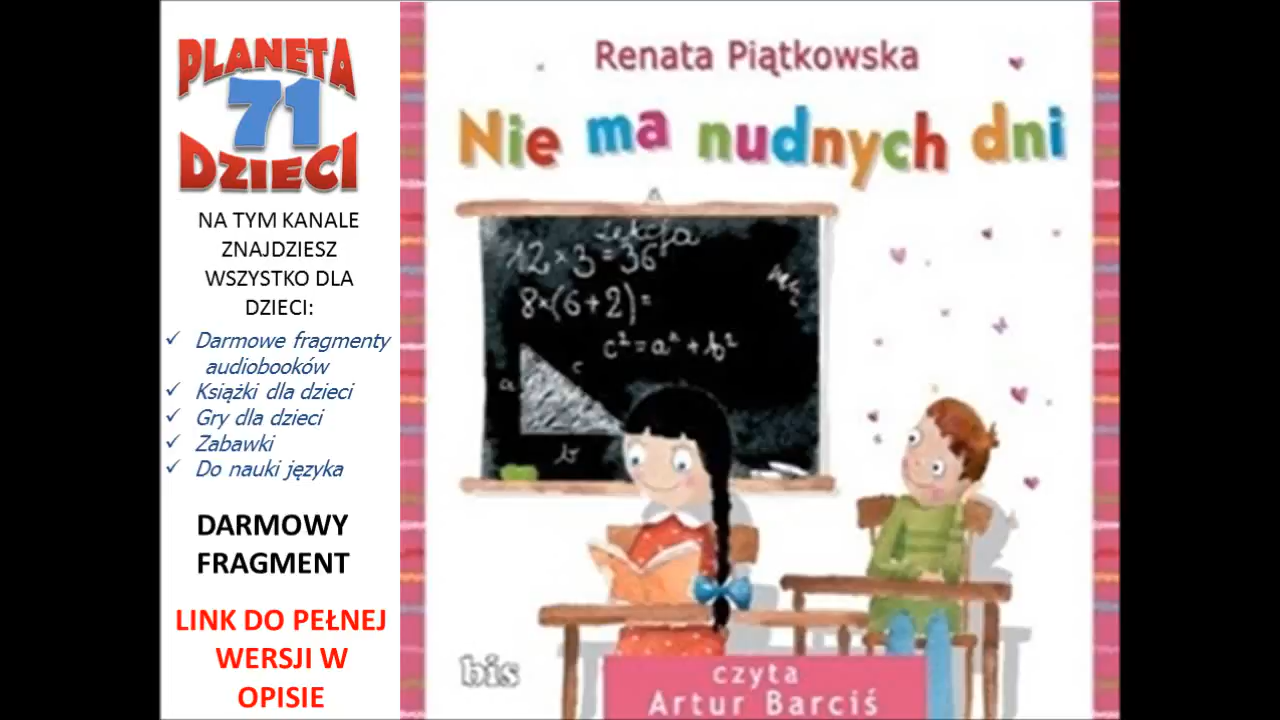 PLANETA
71
DZIECI
NA TYM KANALE
ZNAJDZIESZ
WSZYSTKO DLA
DZIECI:
✓ Darmowe fragmenty
audiobooków
✓ Książki dla dzieci
✓ Gry dla dzieci
✓ Zabawki
✓ Do nauki języka
DARMOWY
FRAGMENT
LINK DO PEŁNEJ
WERSJI W
OPISIE
Renata Piątkowska
Nie ma nudnych dni
Lekcja
12×3=36
8×(6+2)=
c²=a²+b²
a
c
b
bis
czyta
Artur Barciś